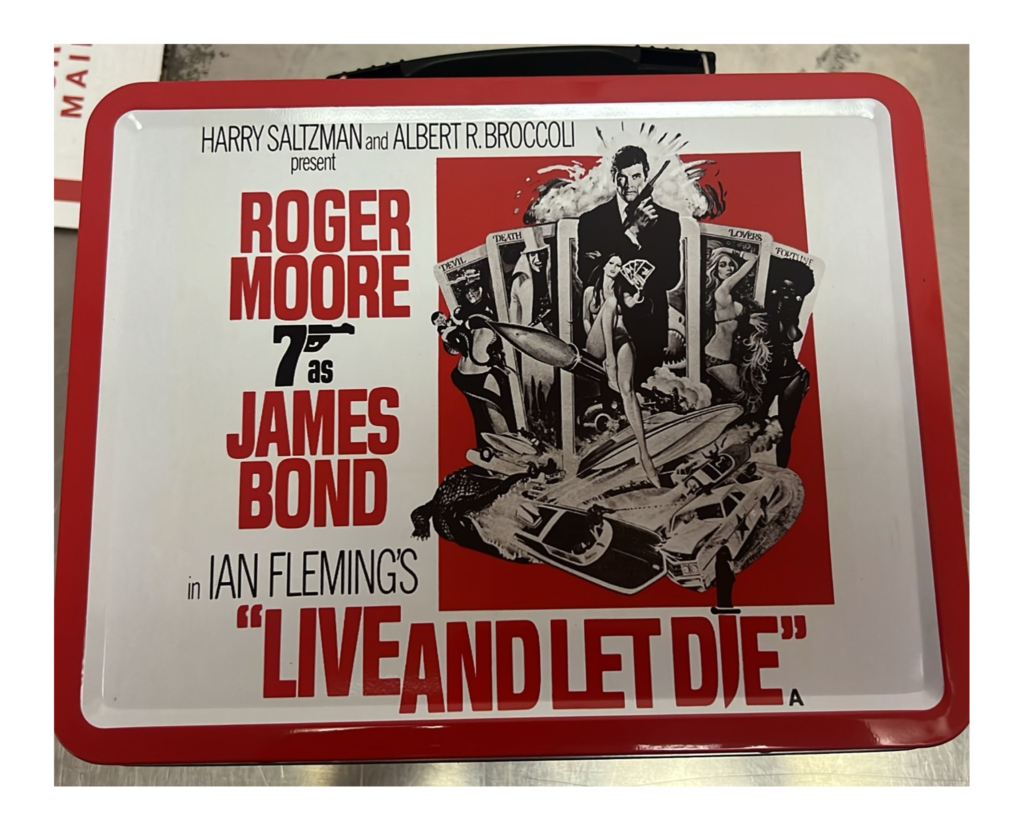 MAI
HARRY SALTZMAN and ALBERT R. BROCCOLI
present
ROGER
MOORE
7
as
JAMES
BOND
in IAN FLEMING'S
"LIVE AND LET DIE"
A
DEVIL
DEATH
LOVERS
FORTUNE